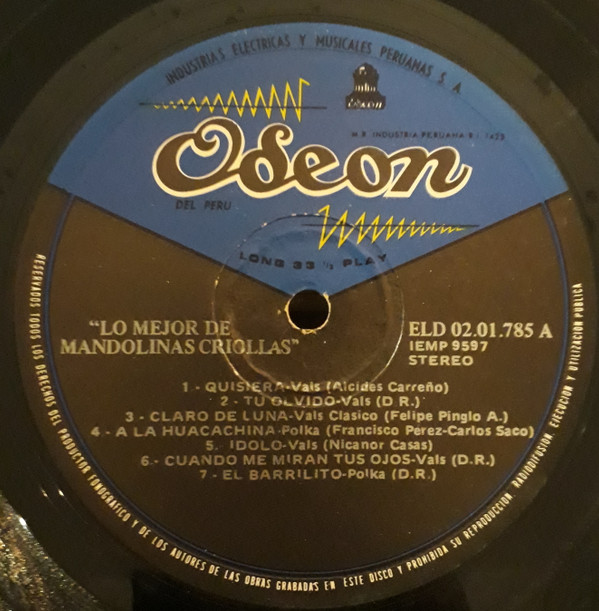 INDUSTRIAS ELECTRICAS Y MUSICALES PERUANAS S. A.
ODEON
M.R. INDUSTRIA PERUANA R.I. 1423
Odeon
DEL PERU
LONG 33 1/3 PLAY
"LO MEJOR DE
MANDOLINAS CRIOLLAS"
ELD 02.01.785 A
IEMP 9597
STEREO
1 - QUISIERA-Vals (Alcides Carreño)
2 - TU OLVIDO-Vals (D.R.)
3 - CLARO DE LUNA-Vals Clasico (Felipe Pinglo A.)
4 - A LA HUACACHINA-Polka (Francisco Perez-Carlos Saco)
5. IDOLO-Vals (Nicanor Casas)
6.- CUANDO ME MIRAN TUS OJOS-Vals (D.R.)
7 - EL BARRILITO-Polka (D.R.)
RESERVADOS TODOS LOS DERECHOS DEL PRODUCTOR FONOGRAFICO Y DE LOS AUTORES DE LAS OBRAS GRABADAS EN ESTE DISCO Y PROHIBIDA SU REPRODUCCION, RADIODIFUSION, EJECUCION Y UTILIZACION PUBLICA